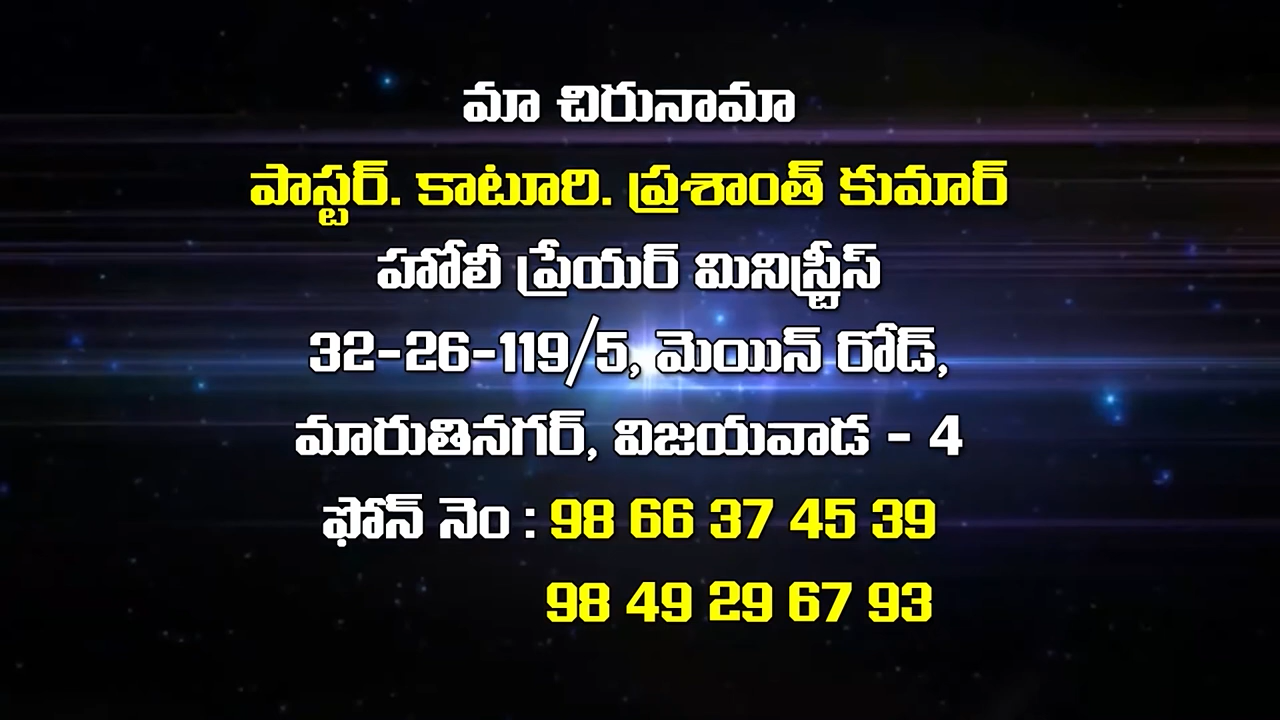 మా చిరునామా
పాస్టర్. కాటూరి. ప్రశాంత్ కుమార్
హోలీ ప్రేయర్ మినిస్ట్రీస్
32-26-119/5, మెయిన్ రోడ్,
మారుతినగర్, విజయవాడ - 4
ఫోన్ నెం : 98 66 37 45 39
98 49 29 67 93